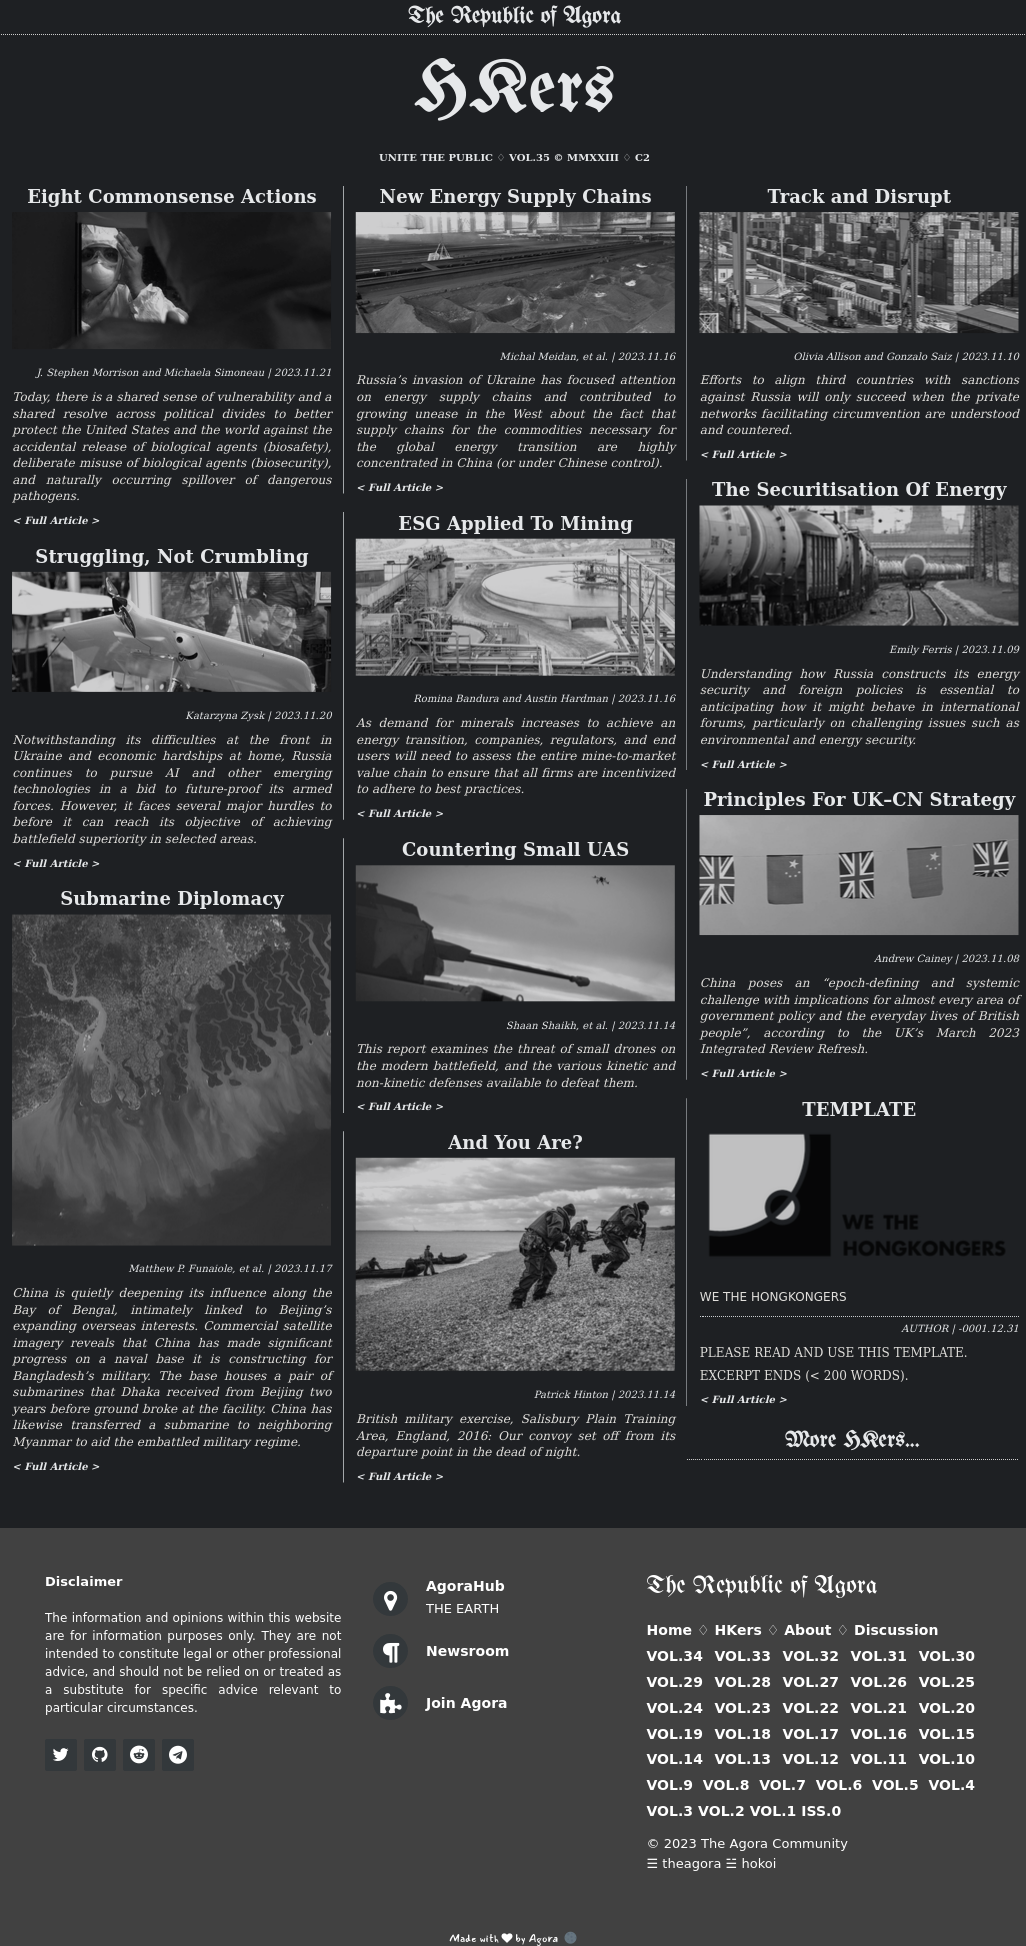 The Republic of Agora
HKers
UNITE THE PUBLIC ♢ VOL.35 © MMXXIII ♢ C2
Eight Commonsense Actions
J. Stephen Morrison and Michaela Simoneau | 2023.11.21
Today, there is a shared sense of vulnerability and a
shared resolve across political divides to better
protect the United States and the world against the
accidental release of biological agents (biosafety),
deliberate misuse of biological agents (biosecurity),
and naturally occurring spillover of dangerous
pathogens.
< Full Article >
Struggling, Not Crumbling
Katarzyna Zysk | 2023.11.20
Notwithstanding its difficulties at the front in
Ukraine and economic hardships at home, Russia
continues to pursue AI and other emerging
technologies in a bid to future-proof its armed
forces. However, it faces several major hurdles to
before it can reach its objective of achieving
battlefield superiority in selected areas.
< Full Article >
Submarine Diplomacy
Matthew P. Funaiole, et al. | 2023.11.17
China is quietly deepening its influence along the
Bay of Bengal, intimately linked to Beijing’s
expanding overseas interests. Commercial satellite
imagery reveals that China has made significant
progress on a naval base it is constructing for
Bangladesh’s military. The base houses a pair of
submarines that Dhaka received from Beijing two
years before ground broke at the facility. China has
likewise transferred a submarine to neighboring
Myanmar to aid the embattled military regime.
< Full Article >
New Energy Supply Chains
Michal Meidan, et al. | 2023.11.16
Russia’s invasion of Ukraine has focused attention
on energy supply chains and contributed to
growing unease in the West about the fact that
supply chains for the commodities necessary for
the global energy transition are highly
concentrated in China (or under Chinese control).
< Full Article >
ESG Applied To Mining
Romina Bandura and Austin Hardman | 2023.11.16
As demand for minerals increases to achieve an
energy transition, companies, regulators, and end
users will need to assess the entire mine-to-market
value chain to ensure that all firms are incentivized
to adhere to best practices.
< Full Article >
Countering Small UAS
Shaan Shaikh, et al. | 2023.11.14
This report examines the threat of small drones on
the modern battlefield, and the various kinetic and
non-kinetic defenses available to defeat them.
< Full Article >
And You Are?
Patrick Hinton | 2023.11.14
British military exercise, Salisbury Plain Training
Area, England, 2016: Our convoy set off from its
departure point in the dead of night.
< Full Article >
Track and Disrupt
Olivia Allison and Gonzalo Saiz | 2023.11.10
Efforts to align third countries with sanctions
against Russia will only succeed when the private
networks facilitating circumvention are understood
and countered.
< Full Article >
The Securitisation Of Energy
Emily Ferris | 2023.11.09
Understanding how Russia constructs its energy
security and foreign policies is essential to
anticipating how it might behave in international
forums, particularly on challenging issues such as
environmental and energy security.
< Full Article >
Principles For UK–CN Strategy
Andrew Cainey | 2023.11.08
China poses an “epoch-defining and systemic
challenge with implications for almost every area of
government policy and the everyday lives of British
people”, according to the UK’s March 2023
Integrated Review Refresh.
< Full Article >
TEMPLATE
WE THE
HONGKONGERS
WE THE HONGKONGERS
AUTHOR | -0001.12.31
PLEASE READ AND USE THIS TEMPLATE.
EXCERPT ENDS (< 200 WORDS).
< Full Article >
More HKers...
Disclaimer
The information and opinions within this website
are for information purposes only. They are not
intended to constitute legal or other professional
advice, and should not be relied on or treated as
a substitute for specific advice relevant to
particular circumstances.
AgoraHub
THE EARTH
Newsroom
Join Agora
The Republic of Agora
Home ♢ HKers ♢ About ♢ Discussion
VOL.34 VOL.33 VOL.32 VOL.31 VOL.30
VOL.29 VOL.28 VOL.27 VOL.26 VOL.25
VOL.24 VOL.23 VOL.22 VOL.21 VOL.20
VOL.19 VOL.18 VOL.17 VOL.16 VOL.15
VOL.14 VOL.13 VOL.12 VOL.11 VOL.10
VOL.9 VOL.8 VOL.7 VOL.6 VOL.5 VOL.4
VOL.3 VOL.2 VOL.1 ISS.0
© 2023 The Agora Community
☰ theagora ☱ hokoi
Made with ♥ by Agora